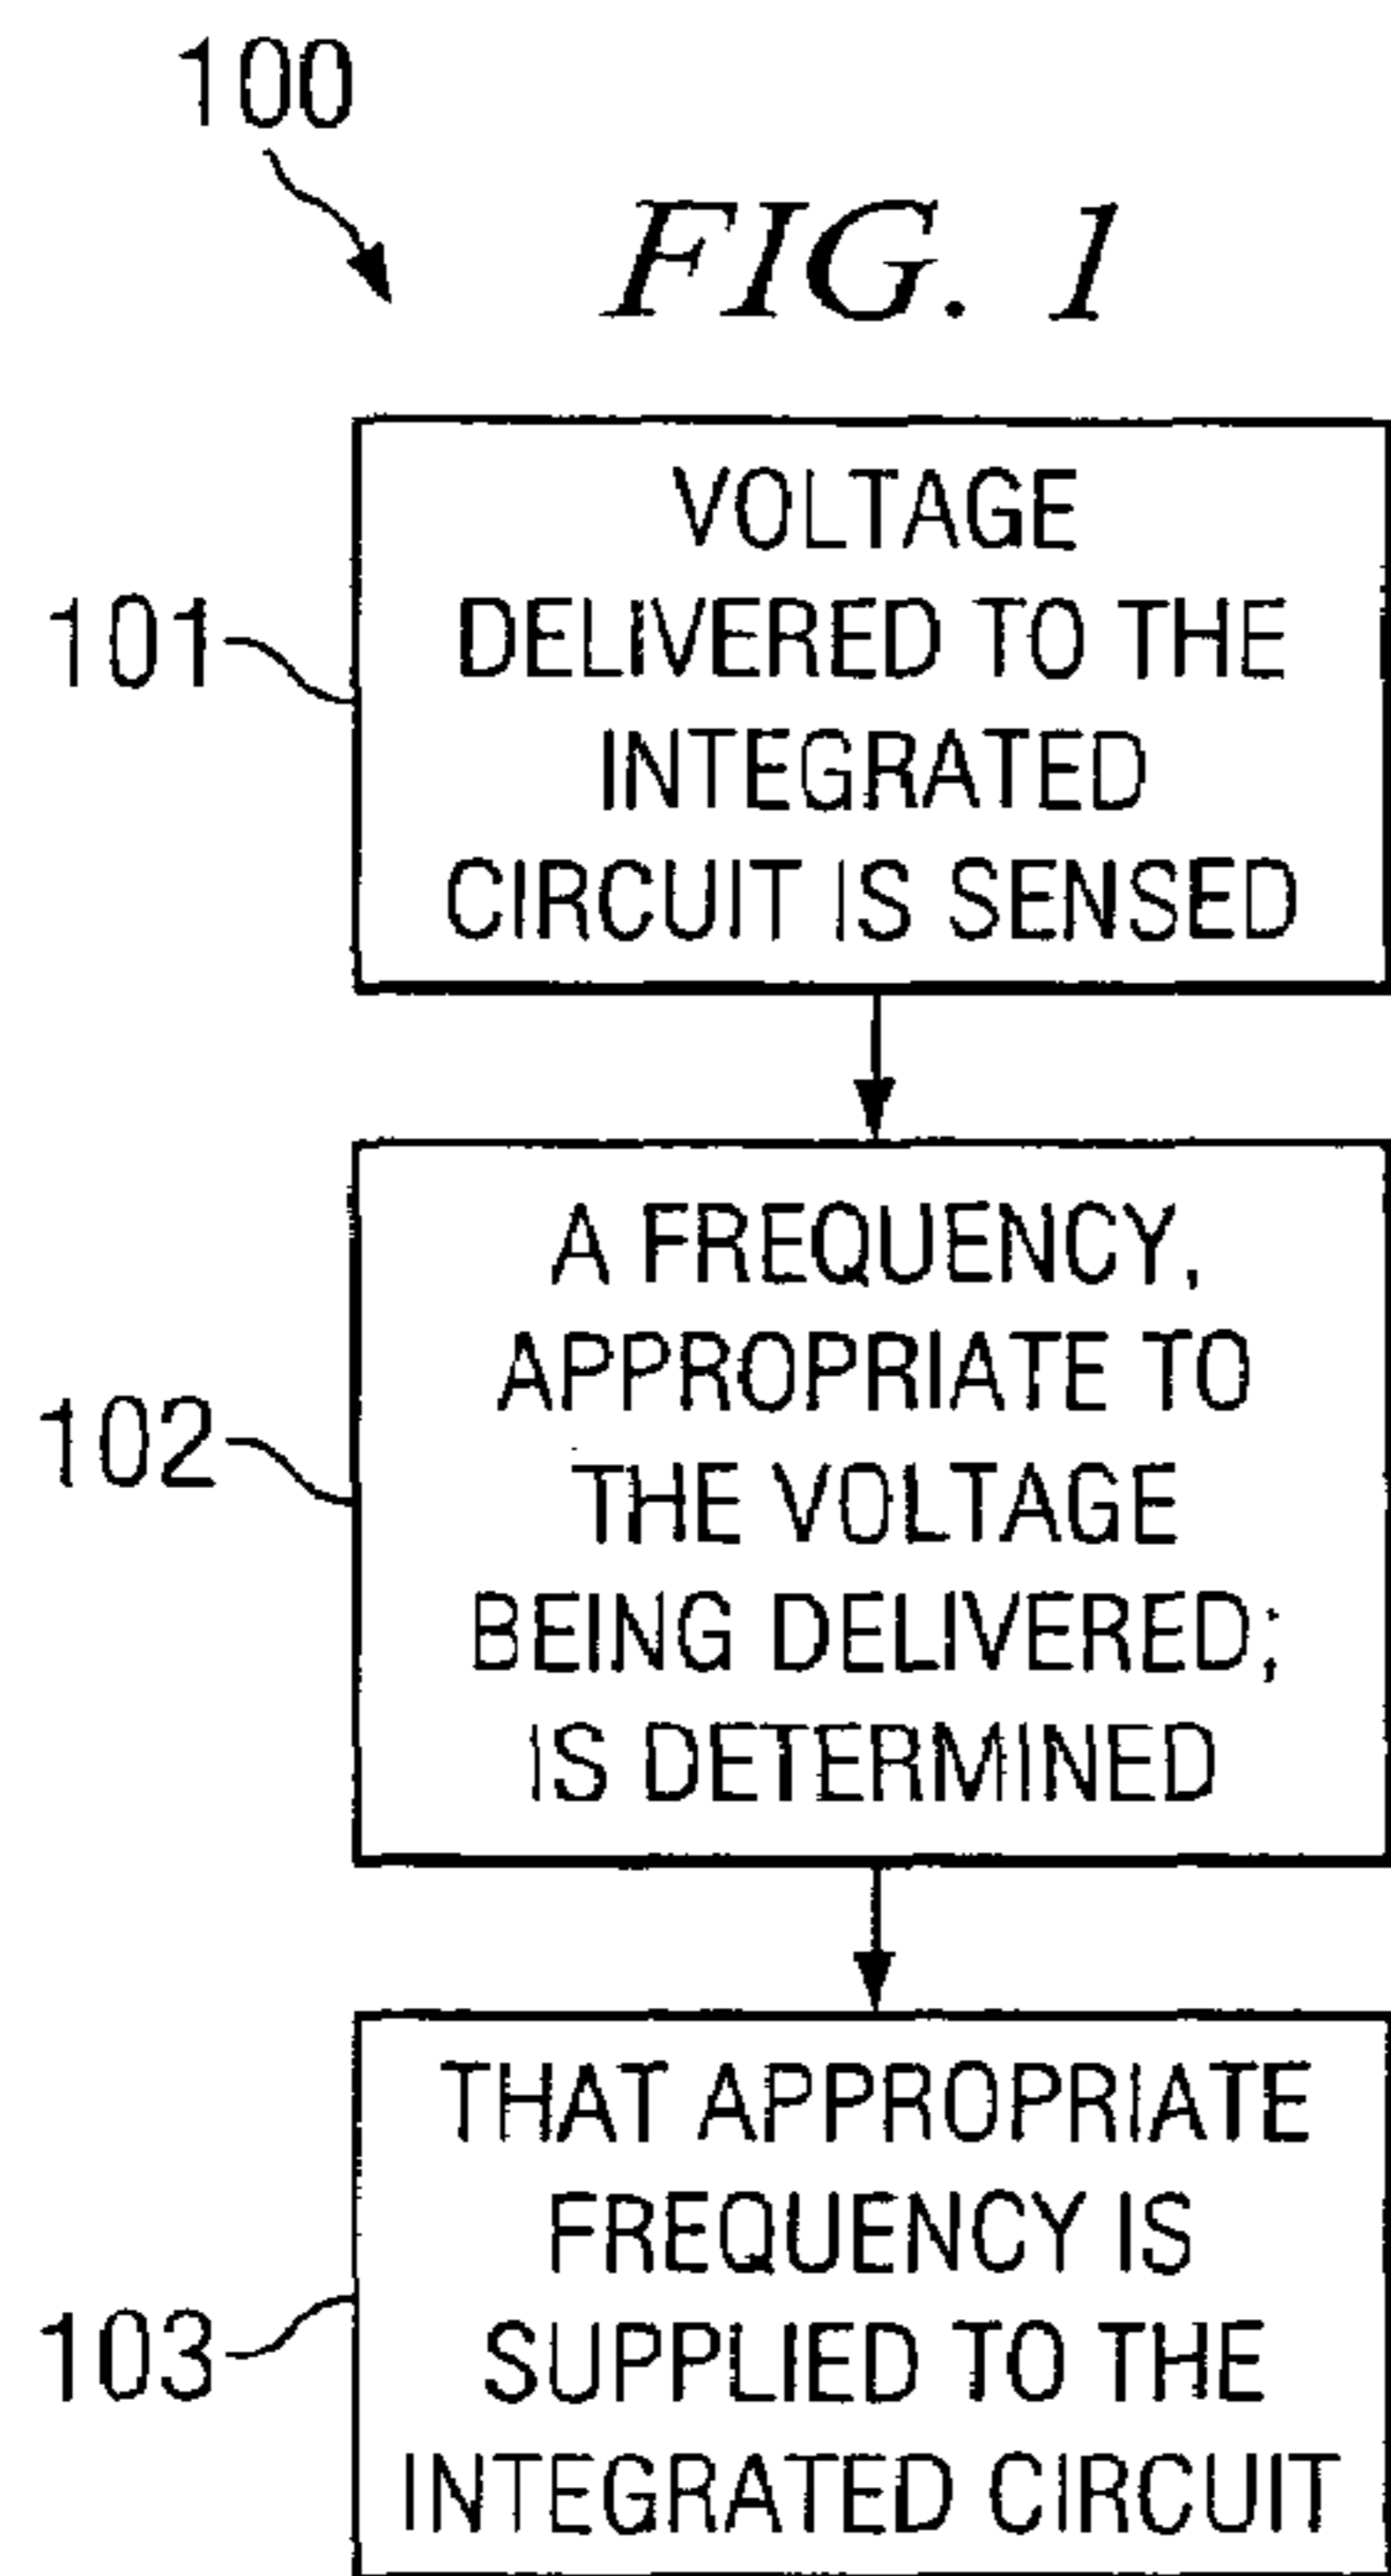 100
FIG. 1
101
VOLTAGE
DELIVERED TO THE
INTEGRATED
CIRCUIT IS SENSED
102
A FREQUENCY,
APPROPRIATE TO
THE VOLTAGE
BEING DELIVERED;
IS DETERMINED
103
THAT APPROPRIATE
FREQUENCY IS
SUPPLIED TO THE
INTEGRATED CIRCUIT